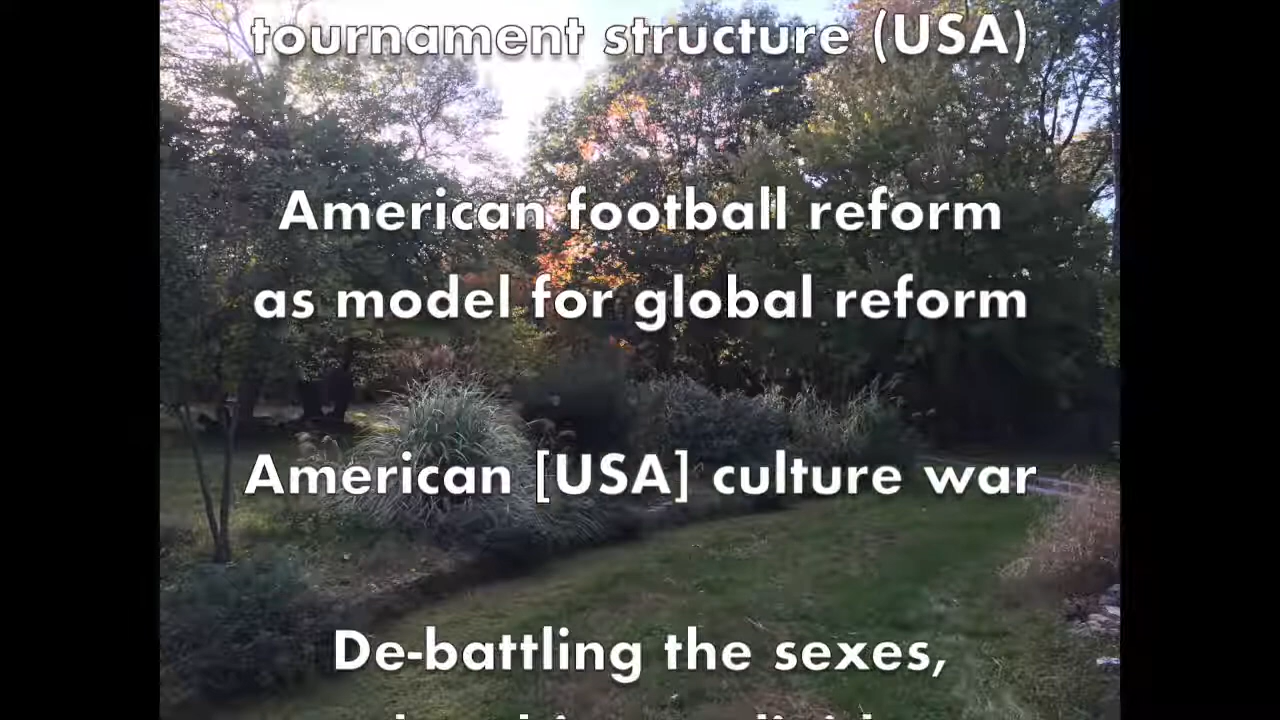 tournament structure (USA)
American football reform
as model for global reform
American [USA] culture war
De-battling the sexes,